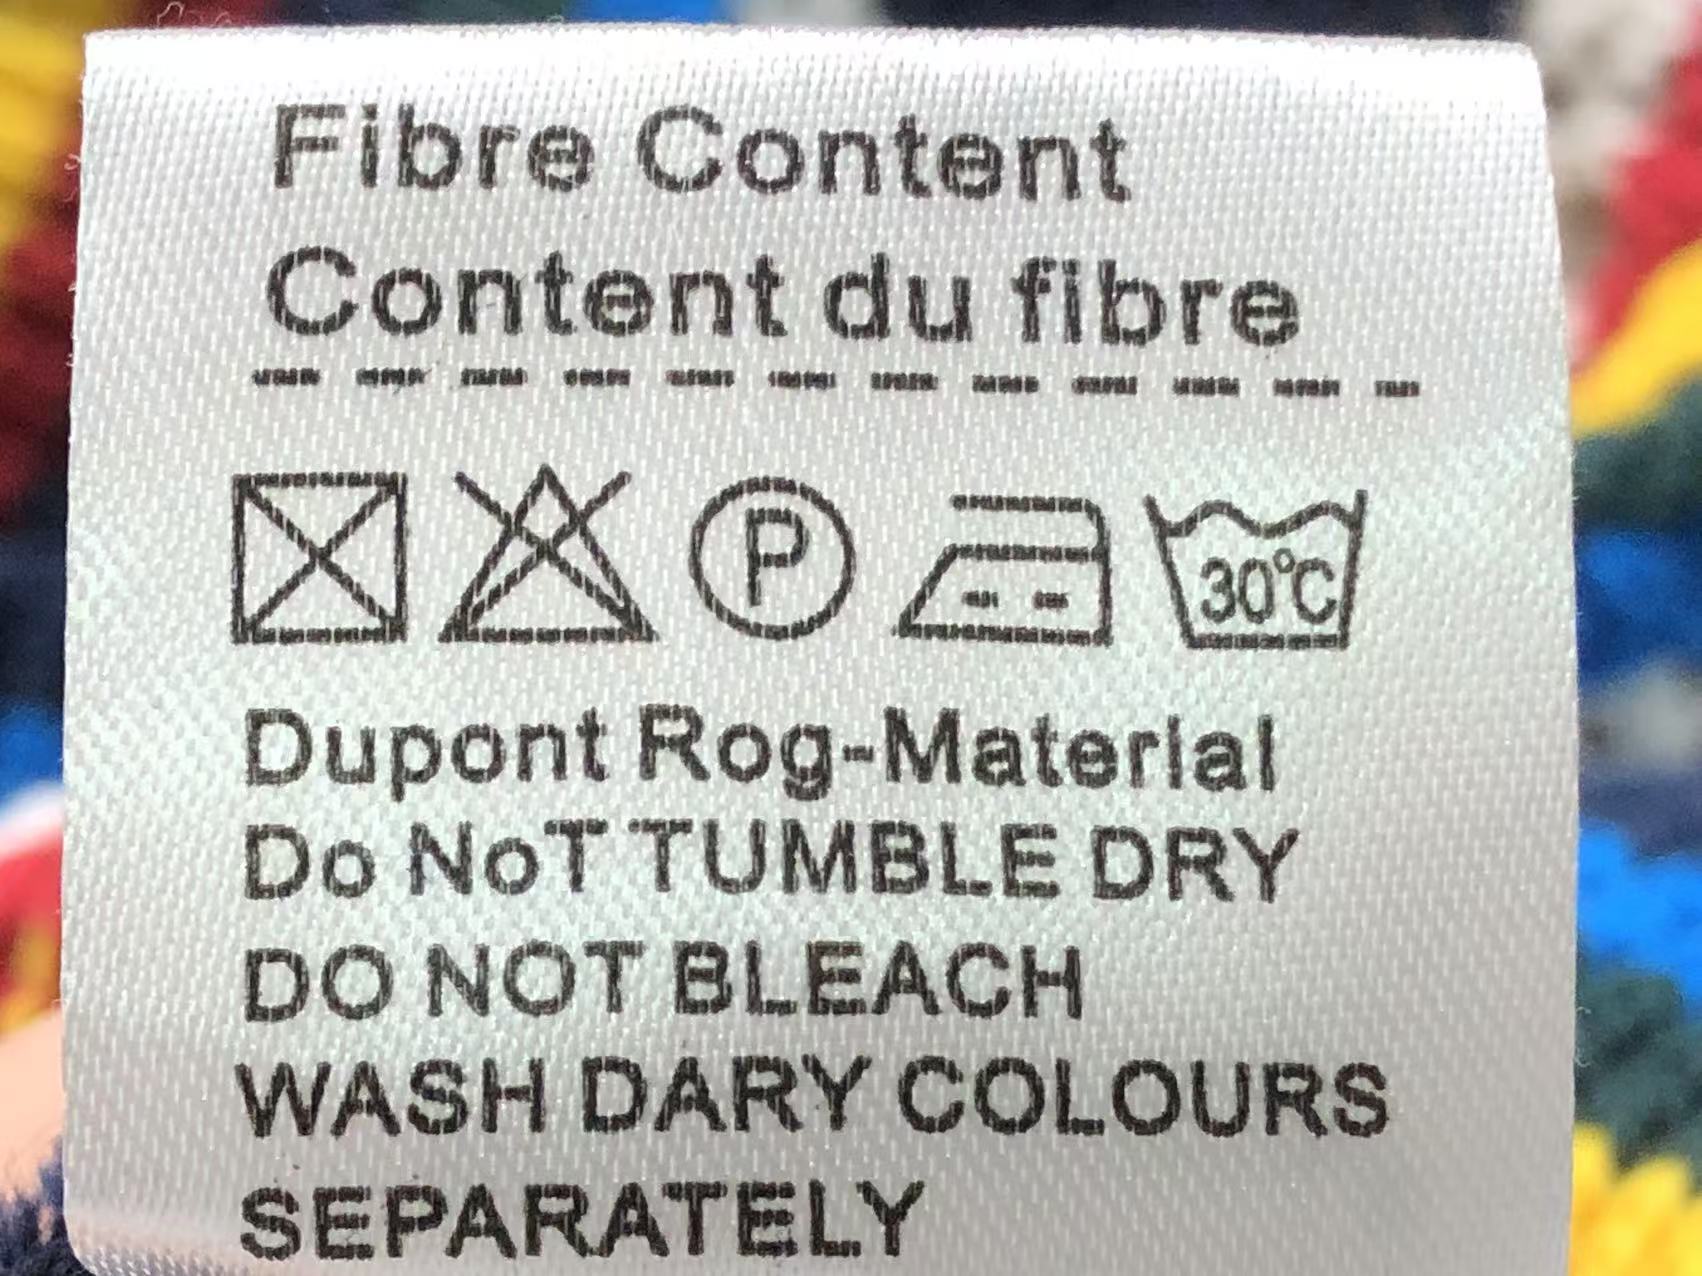 Fibre Content
Content du fibre
P 30°C
Dupont Rog-Material
Do NoT TUMBLE DRY
DO NOT BLEACH
WASH DARY COLOURS
SEPARATELY